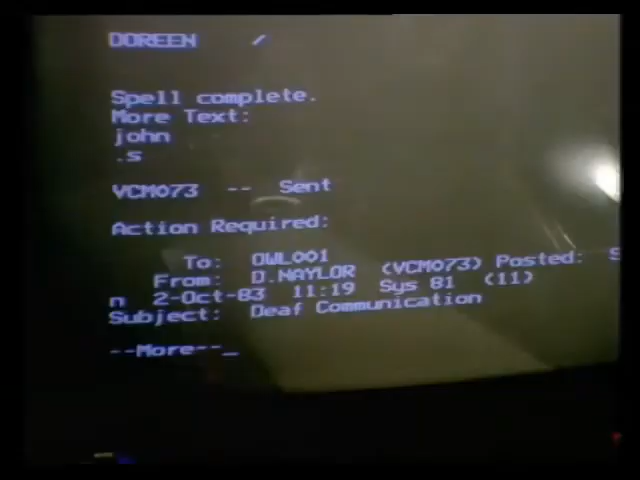 DOREEN /
Spell complete.
More Text:
john
.s
VCM073 -- Sent
Action Required:
To: OWL001
From: D.NAYLOR (VCM073) Posted: S
n 2-Oct-83 11:19 Sys 81 (11)
Subject: Deaf Communication
--More--_